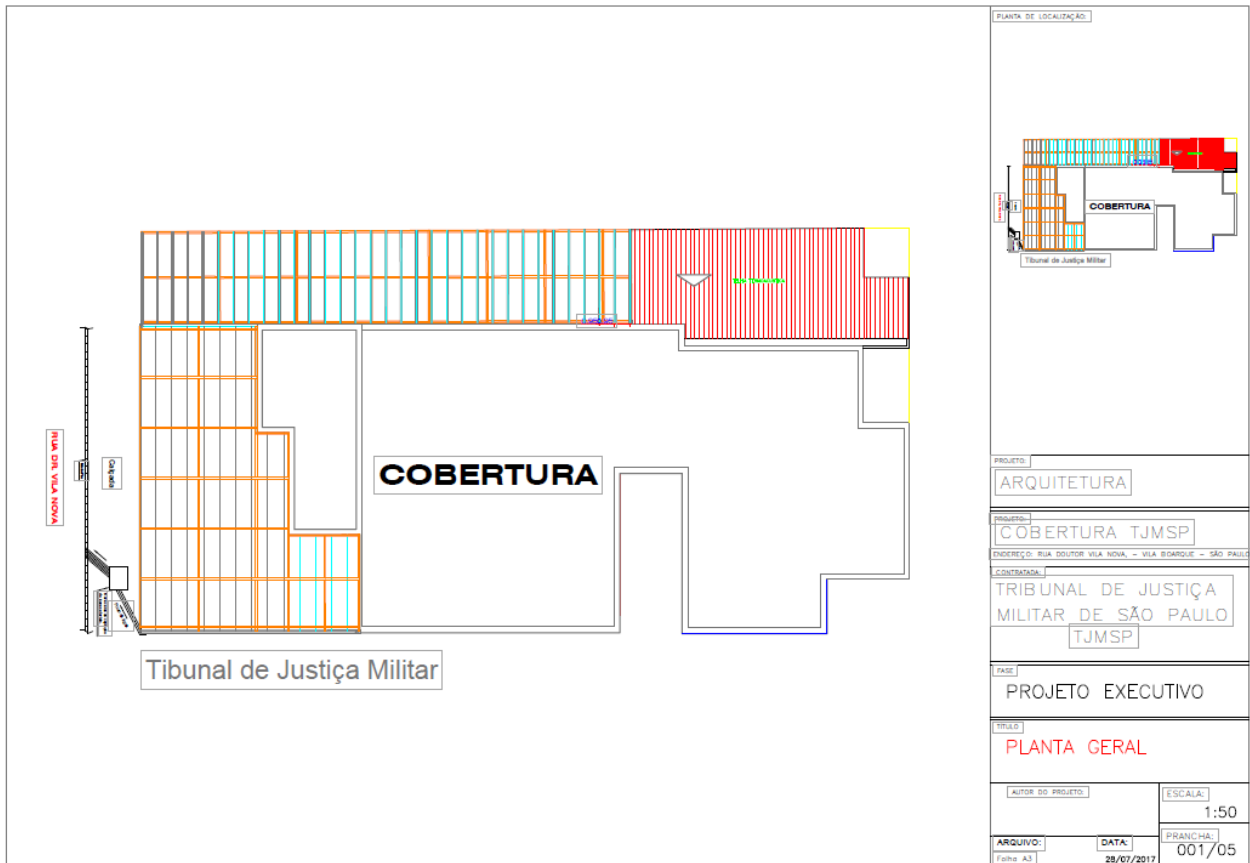 PLANTA DE LOCALIZAÇÃO:
COBERTURA
Tibunal de Justiça Militar
RUA DR. VILA NOVA
Calçada
COBERTURA
Tibunal de Justiça Militar
PROJETO:
ARQUITETURA
PROJETO:
COBERTURA TJMSP
ENDEREÇO: RUA DOUTOR VILA NOVA, – VILA BOARQUE – SÃO PAULO
CONTRATADA:
TRIBUNAL DE JUSTIÇA
MILITAR DE SÃO PAULO
TJMSP
FASE
PROJETO EXECUTIVO
TÍTULO
PLANTA GERAL
AUTOR DO PROJETO:
ESCALA:
1:50
ARQUIVO:
Folha A3
DATA:
28/07/2017
PRANCHA:
001/05